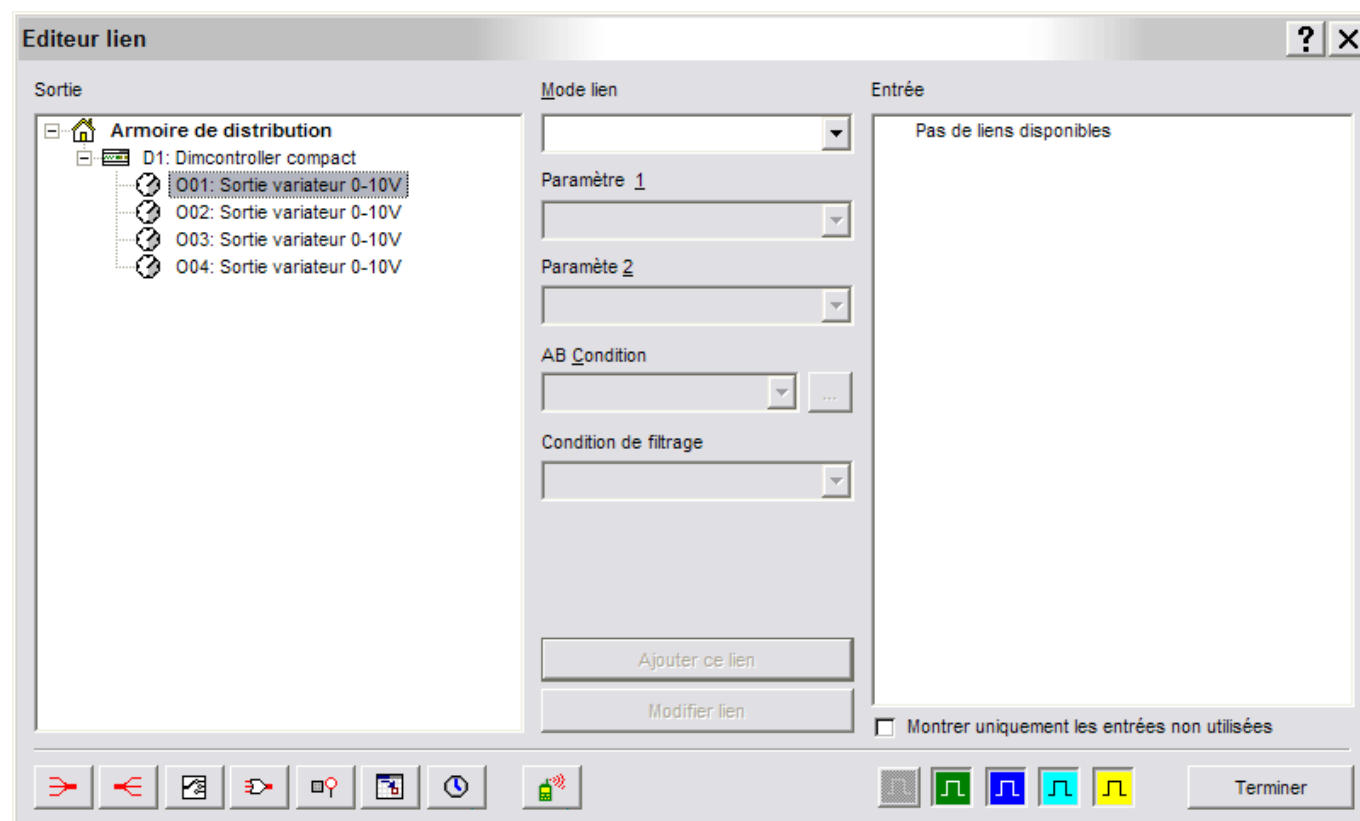 Editeur lien
Sortie
Armoire de distribution
D1: Dimcontroller compact
O01: Sortie variateur 0-10V
O02: Sortie variateur 0-10V
O03: Sortie variateur 0-10V
O04: Sortie variateur 0-10V
Mode lien
Paramètre 1
Paramète 2
AB Condition
...
Condition de filtrage
Ajouter ce lien
Modifier lien
Entrée
Pas de liens disponibles
Montrer uniquement les entrées non utilisées
Terminer